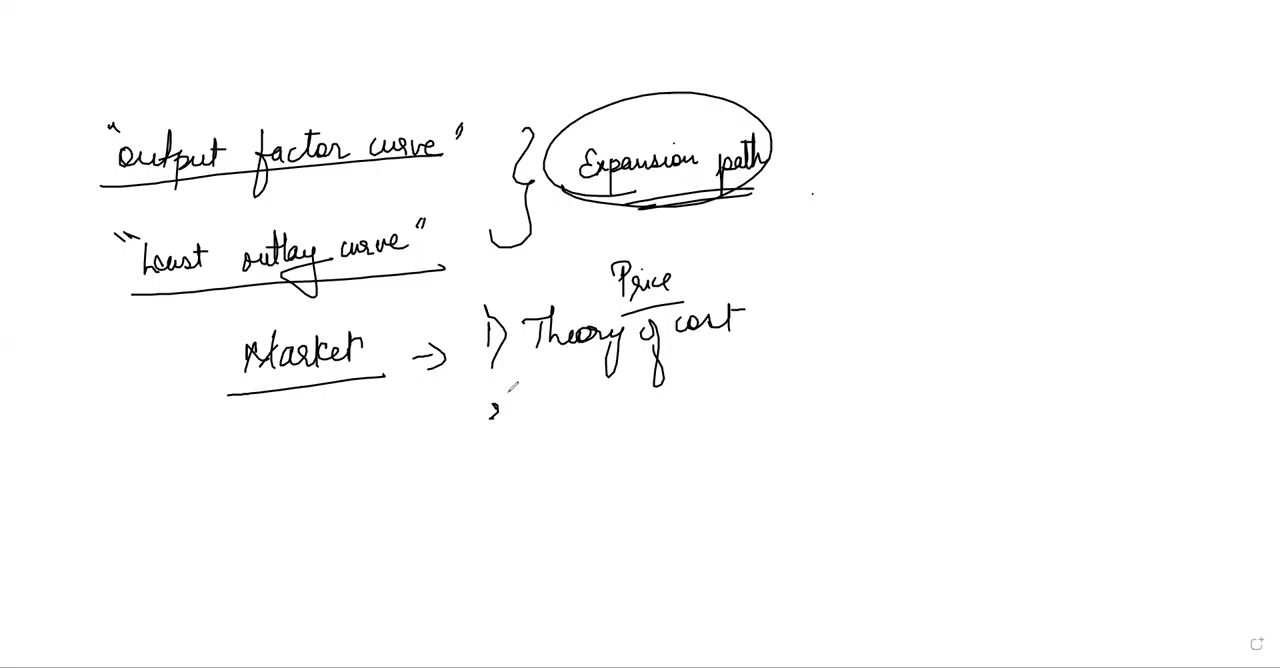 "output factor curve" } Expansion path
"Least outlay curve"
Price
Market → 1) Theory of cost